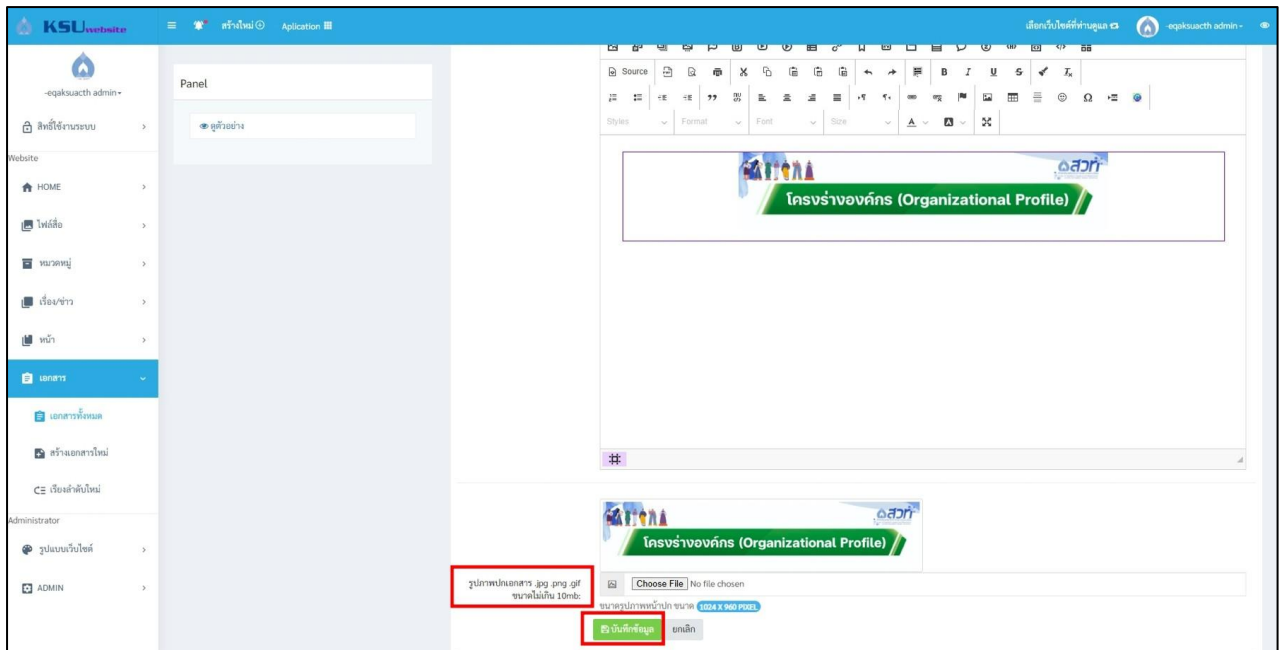 KSUwebsite
สร้างใหม่
Aplication
เลือกเว็บไซต์ที่ท่านดูแล
-eqaksuacth admin
-eqaksuacth admin
สิทธิ์ใช้งานระบบ
Website
HOME
ไฟล์สื่อ
หมวดหมู่
เรื่อง/ข่าว
หน้า
เอกสาร
เอกสารทั้งหมด
สร้างเอกสารใหม่
เรียงลำดับใหม่
Administrator
รูปแบบเว็บไซต์
ADMIN
Panel
ดูตัวอย่าง
Source
B I U S
Styles Format Font Size
สวท
โครงร่างองค์กร (Organizational Profile)
สวท
โครงร่างองค์กร (Organizational Profile)
รูปภาพปกเอกสาร .jpg .png .gif
ขนาดไม่เกิน 10mb:
Choose File No file chosen
ขนาดรูปภาพหน้าปก ขนาด 1024 X 960 PIXEL
บันทึกข้อมูล
ยกเลิก